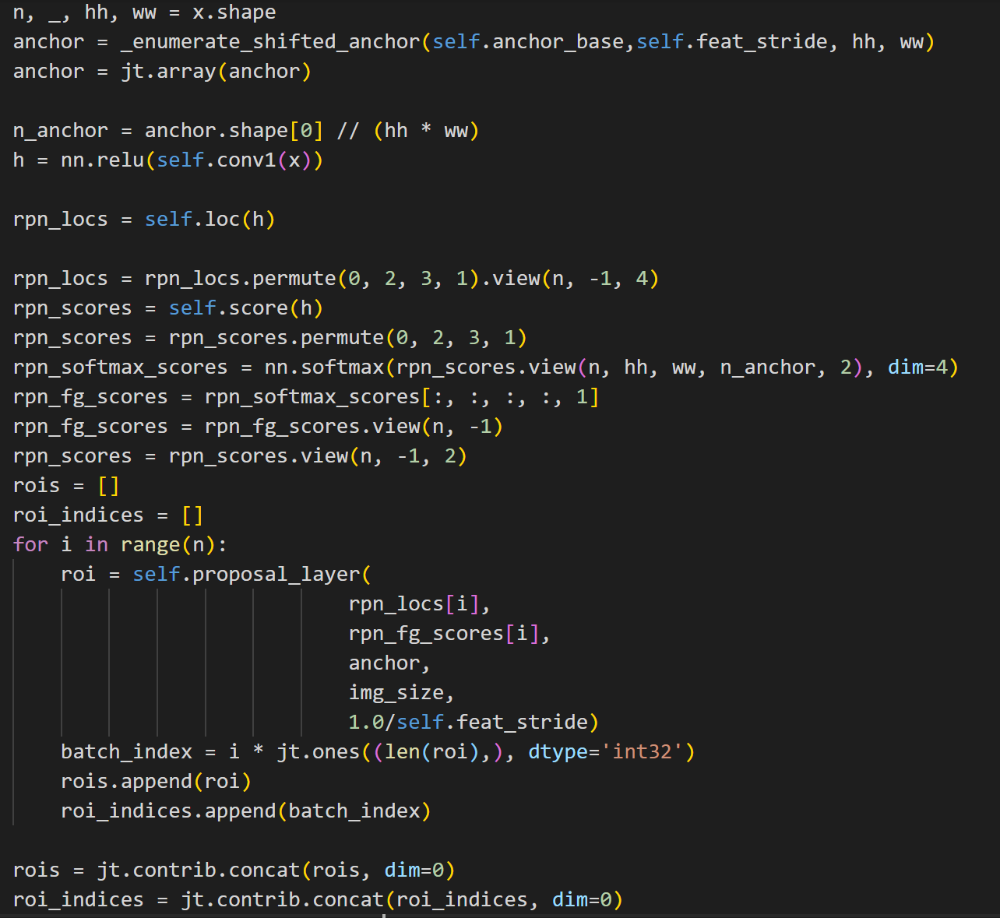 n, _, hh, ww = x.shape
anchor = _enumerate_shifted_anchor(self.anchor_base,self.feat_stride, hh, ww)
anchor = jt.array(anchor)
n_anchor = anchor.shape[0] // (hh * ww)
h = nn.relu(self.conv1(x))
rpn_locs = self.loc(h)
rpn_locs = rpn_locs.permute(0, 2, 3, 1).view(n, -1, 4)
rpn_scores = self.score(h)
rpn_scores = rpn_scores.permute(0, 2, 3, 1)
rpn_softmax_scores = nn.softmax(rpn_scores.view(n, hh, ww, n_anchor, 2), dim=4)
rpn_fg_scores = rpn_softmax_scores[:, :, :, :, 1]
rpn_fg_scores = rpn_fg_scores.view(n, -1)
rpn_scores = rpn_scores.view(n, -1, 2)
rois = []
roi_indices = []
for i in range(n):
    roi = self.proposal_layer(
                            rpn_locs[i],
                            rpn_fg_scores[i],
                            anchor,
                            img_size,
                            1.0/self.feat_stride)
    batch_index = i * jt.ones((len(roi),), dtype='int32')
    rois.append(roi)
    roi_indices.append(batch_index)
rois = jt.contrib.concat(rois, dim=0)
roi_indices = jt.contrib.concat(roi_indices, dim=0)